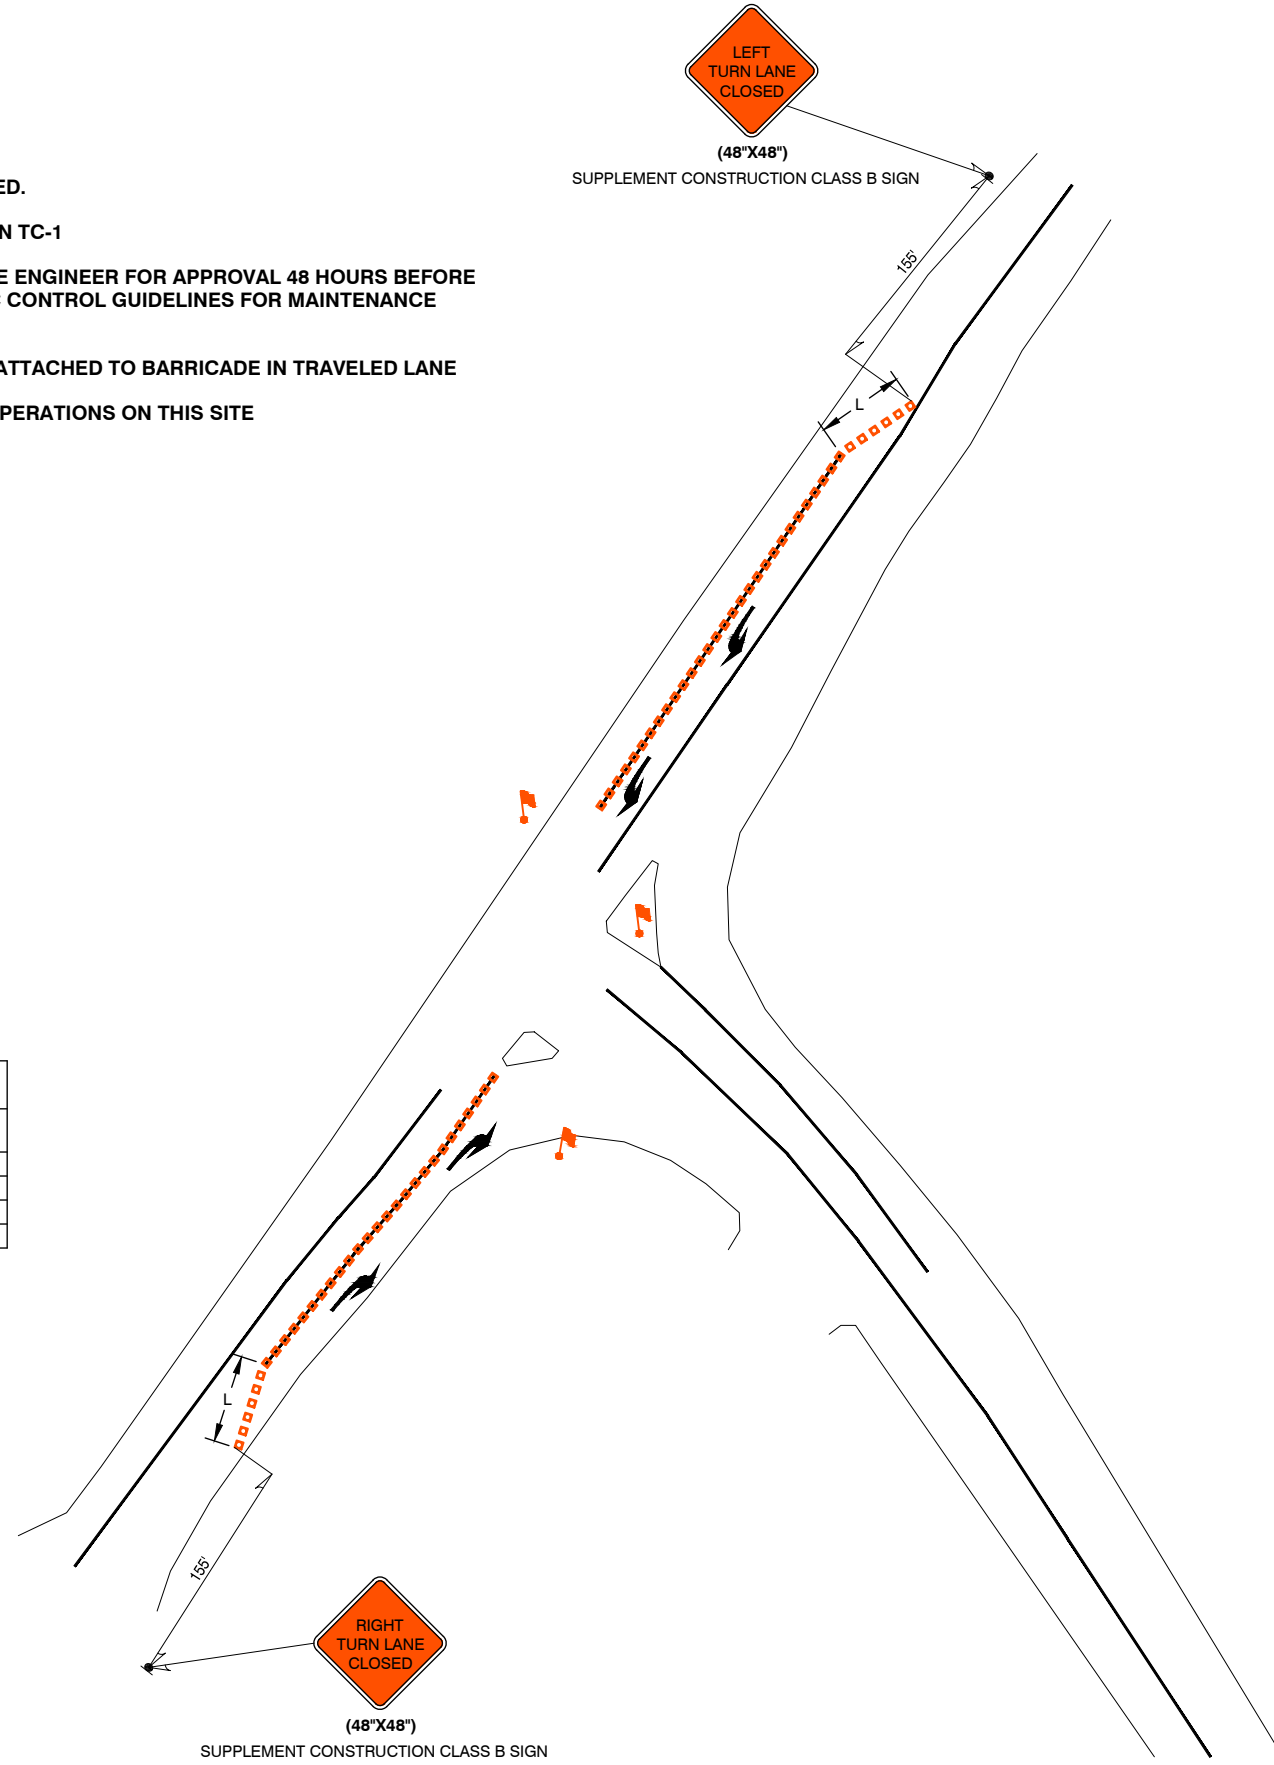 LEFT
TURN LANE
CLOSED
(48"X48")
SUPPLEMENT CONSTRUCTION CLASS B SIGN
ED.
N TC-1
E ENGINEER FOR APPROVAL 48 HOURS BEFORE
CONTROL GUIDELINES FOR MAINTENANCE
ATTACHED TO BARRICADE IN TRAVELED LANE
PERATIONS ON THIS SITE
155'
L
L
155'
RIGHT
TURN LANE
CLOSED
(48"X48")
SUPPLEMENT CONSTRUCTION CLASS B SIGN